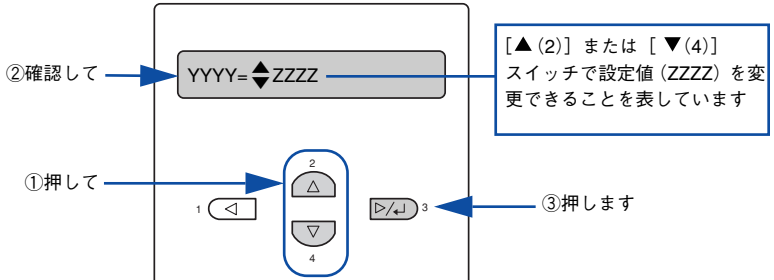 ②確認して
YYYY=◆ZZZZ
[▲(2)] または [ ▼(4)]
スイッチで設定値(ZZZZ)を変
更できることを表しています
①押して
2
1
3
4
③押します